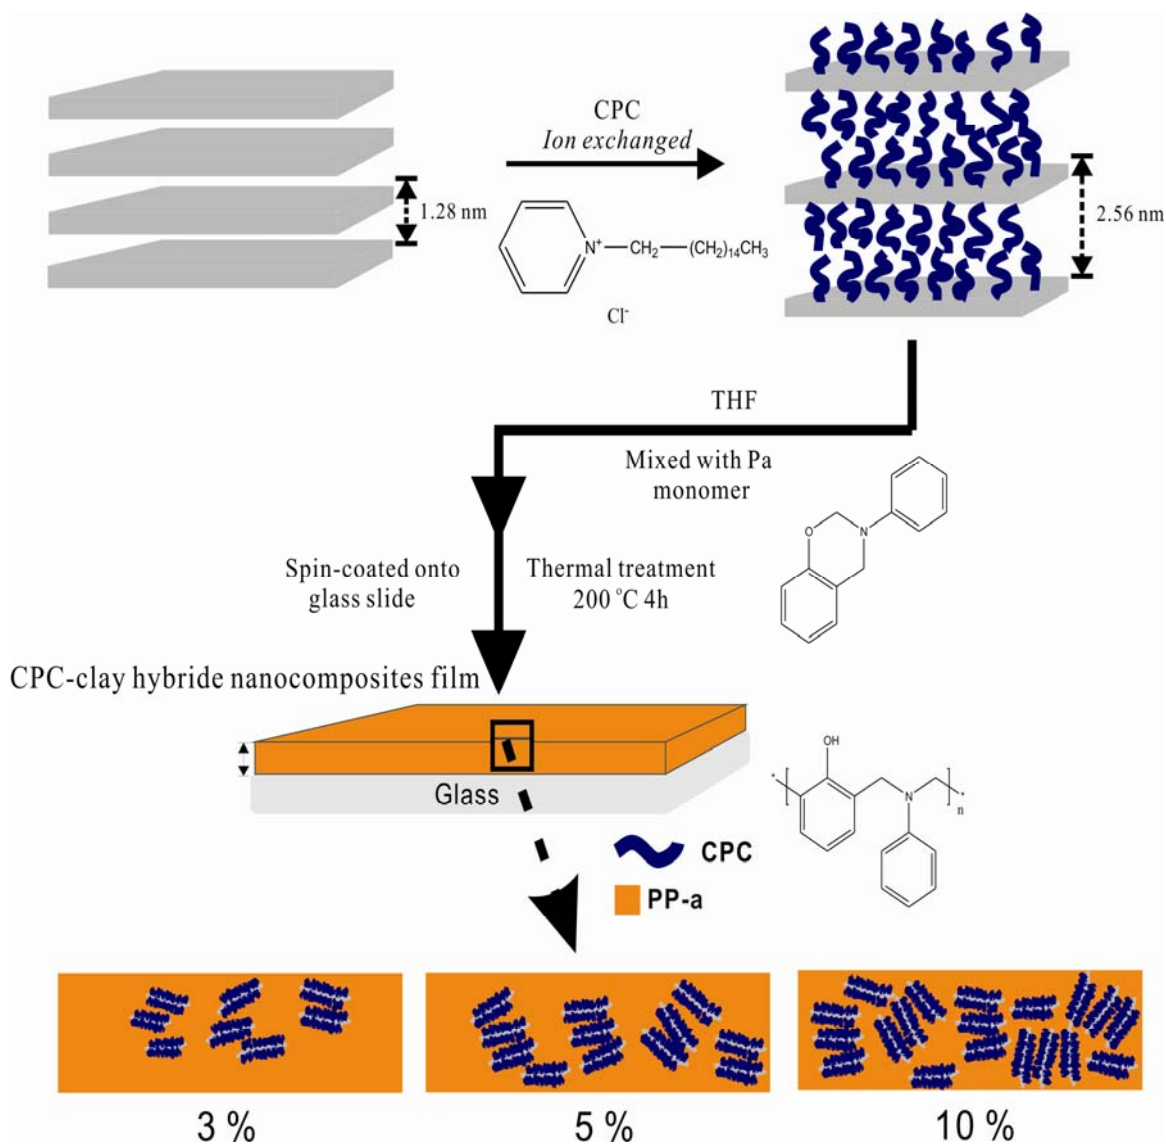 CPC
Ion exchanged
1.28 nm
2.56 nm
N+
CH2
(CH2)14CH3
Cl-
THF
Mixed with Pa
monomer
O
N
Spin-coated onto
glass slide
Thermal treatment
200 °C 4h
CPC-clay hybride nanocomposites film
OH
N
n
Glass
CPC
PP-a
3 %
5 %
10 %